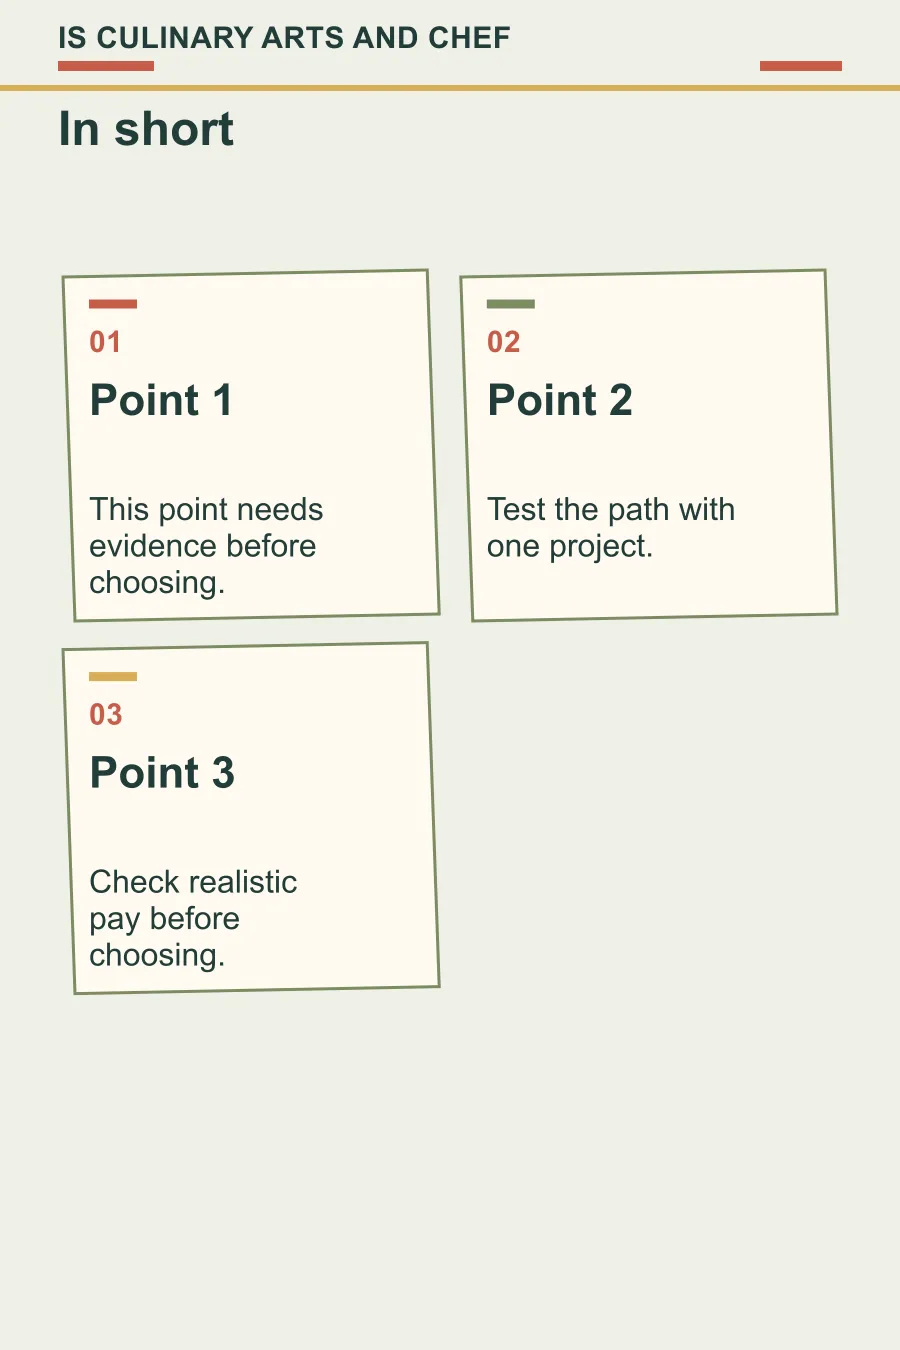 IS CULINARY ARTS AND CHEF
In short
01
Point 1
This point needs
evidence before
choosing.
02
Point 2
Test the path with
one project.
03
Point 3
Check realistic
pay before
choosing.